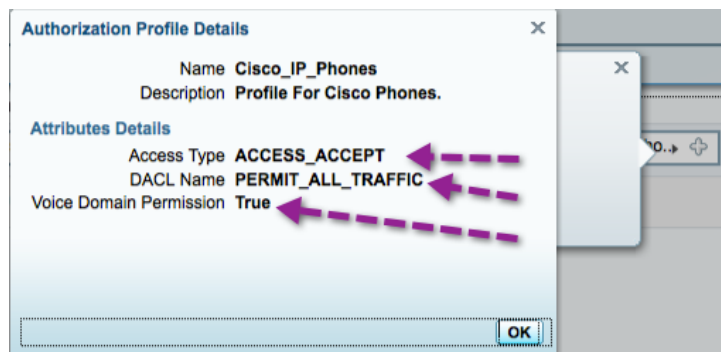 Authorization Profile Details
Name Cisco_IP_Phones
Description Profile For Cisco Phones.
Attributes Details
Access Type ACCESS_ACCEPT
DACL Name PERMIT_ALL_TRAFFIC
Voice Domain Permission True
OK